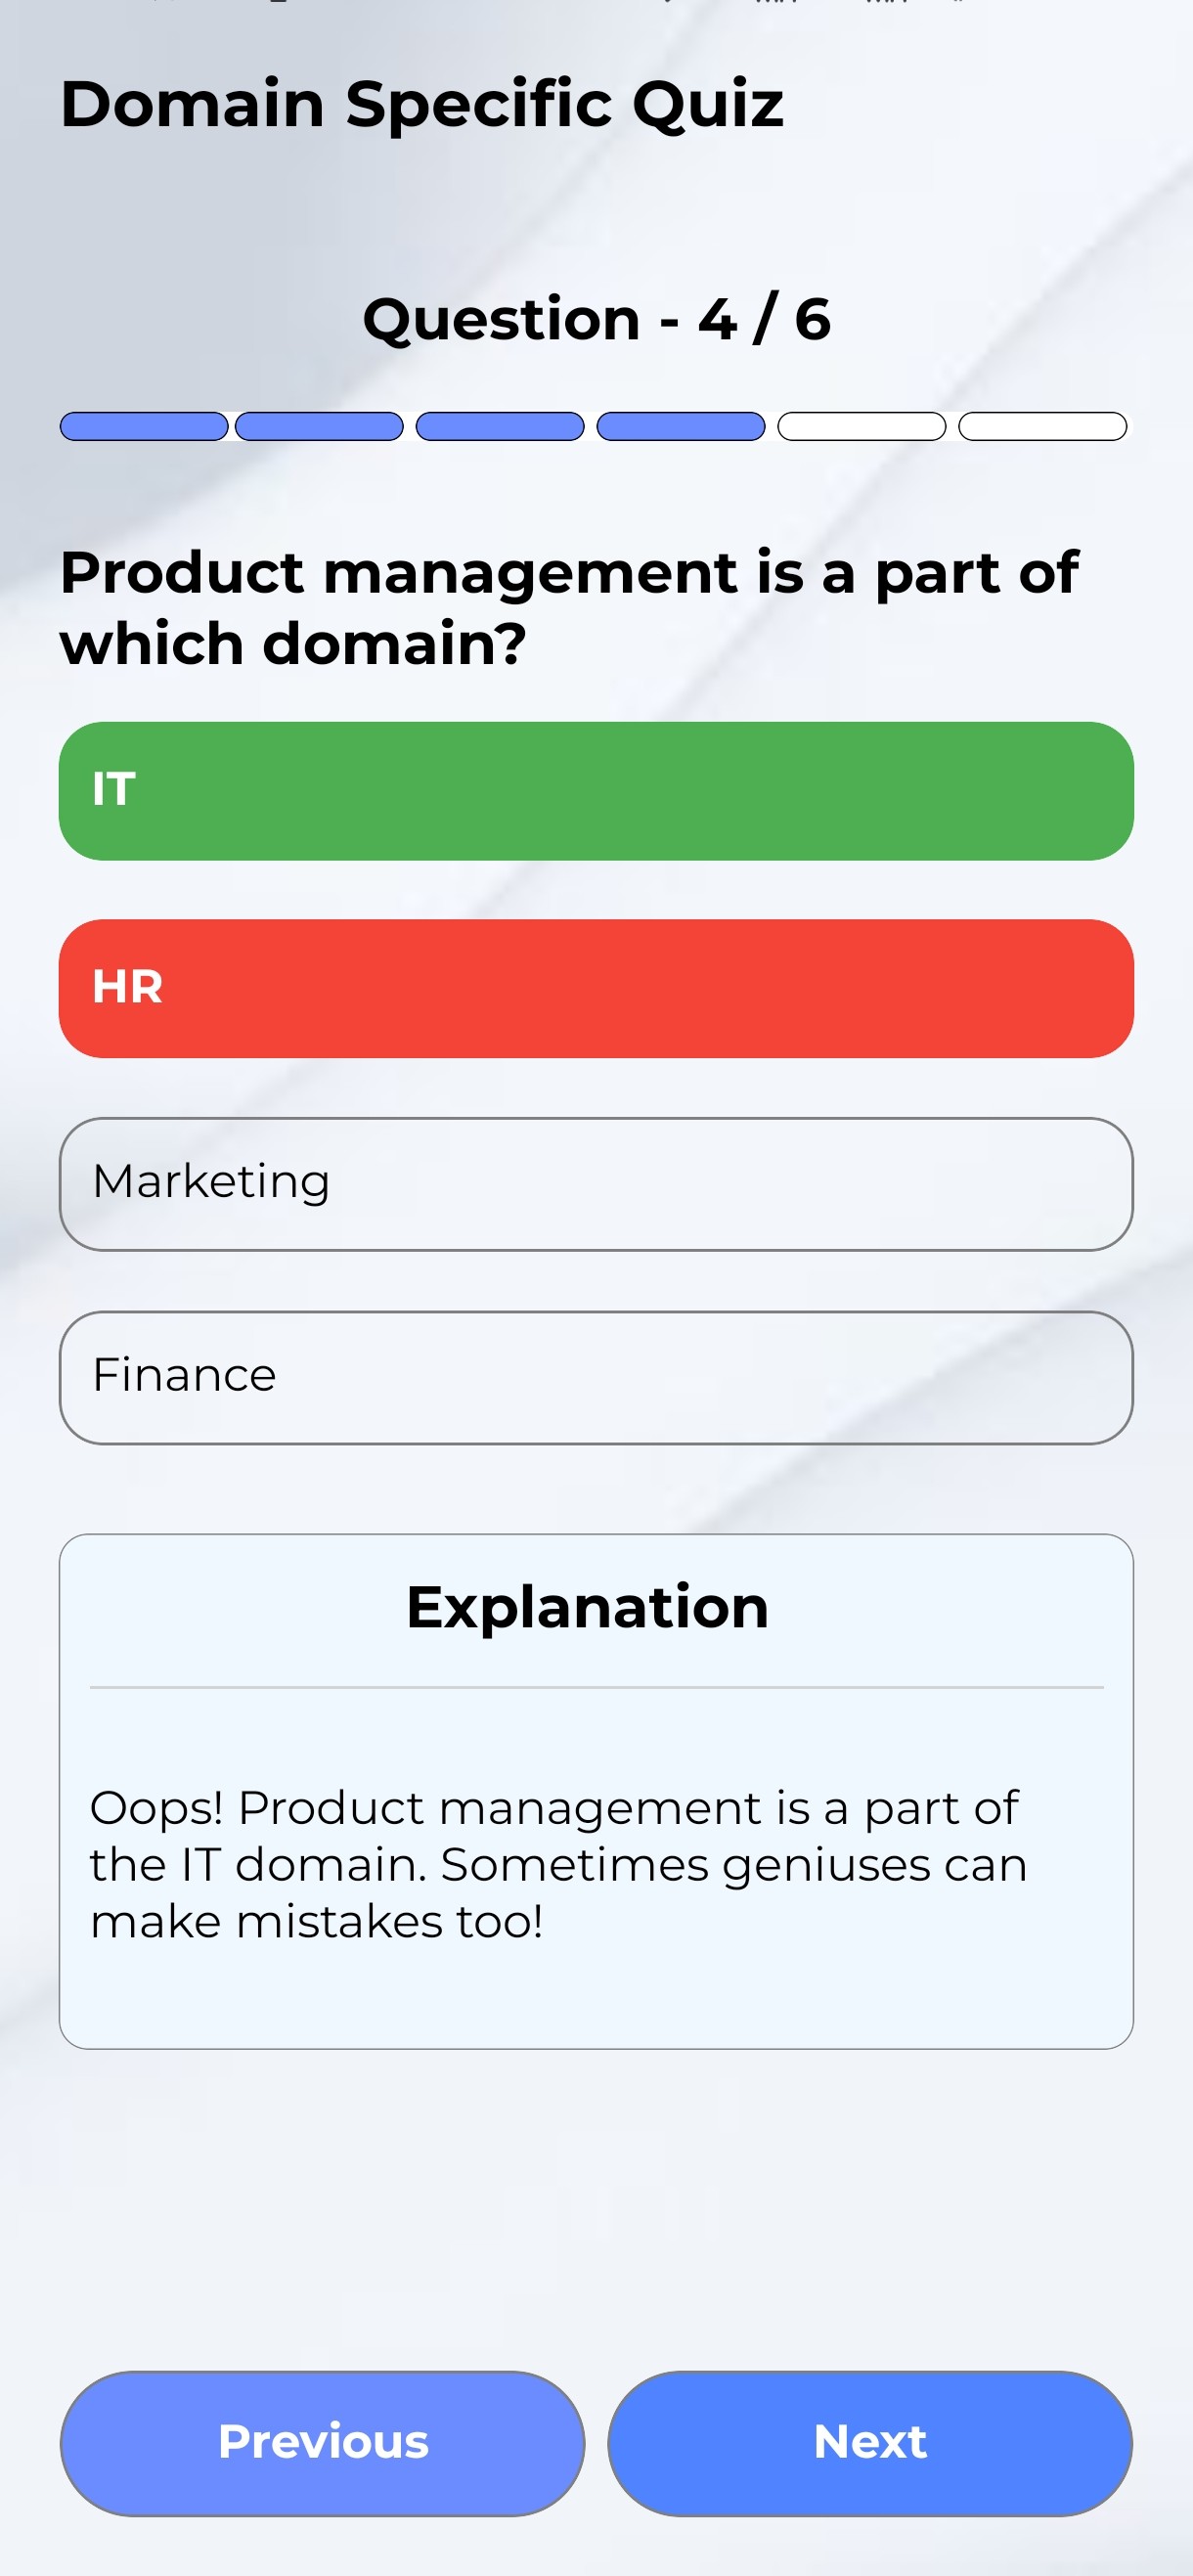 Domain Specific Quiz
Question - 4 / 6
Product management is a part of
which domain?
IT
HR
Marketing
Finance
Explanation
Oops! Product management is a part of
the IT domain. Sometimes geniuses can
make mistakes too!
Previous
Next